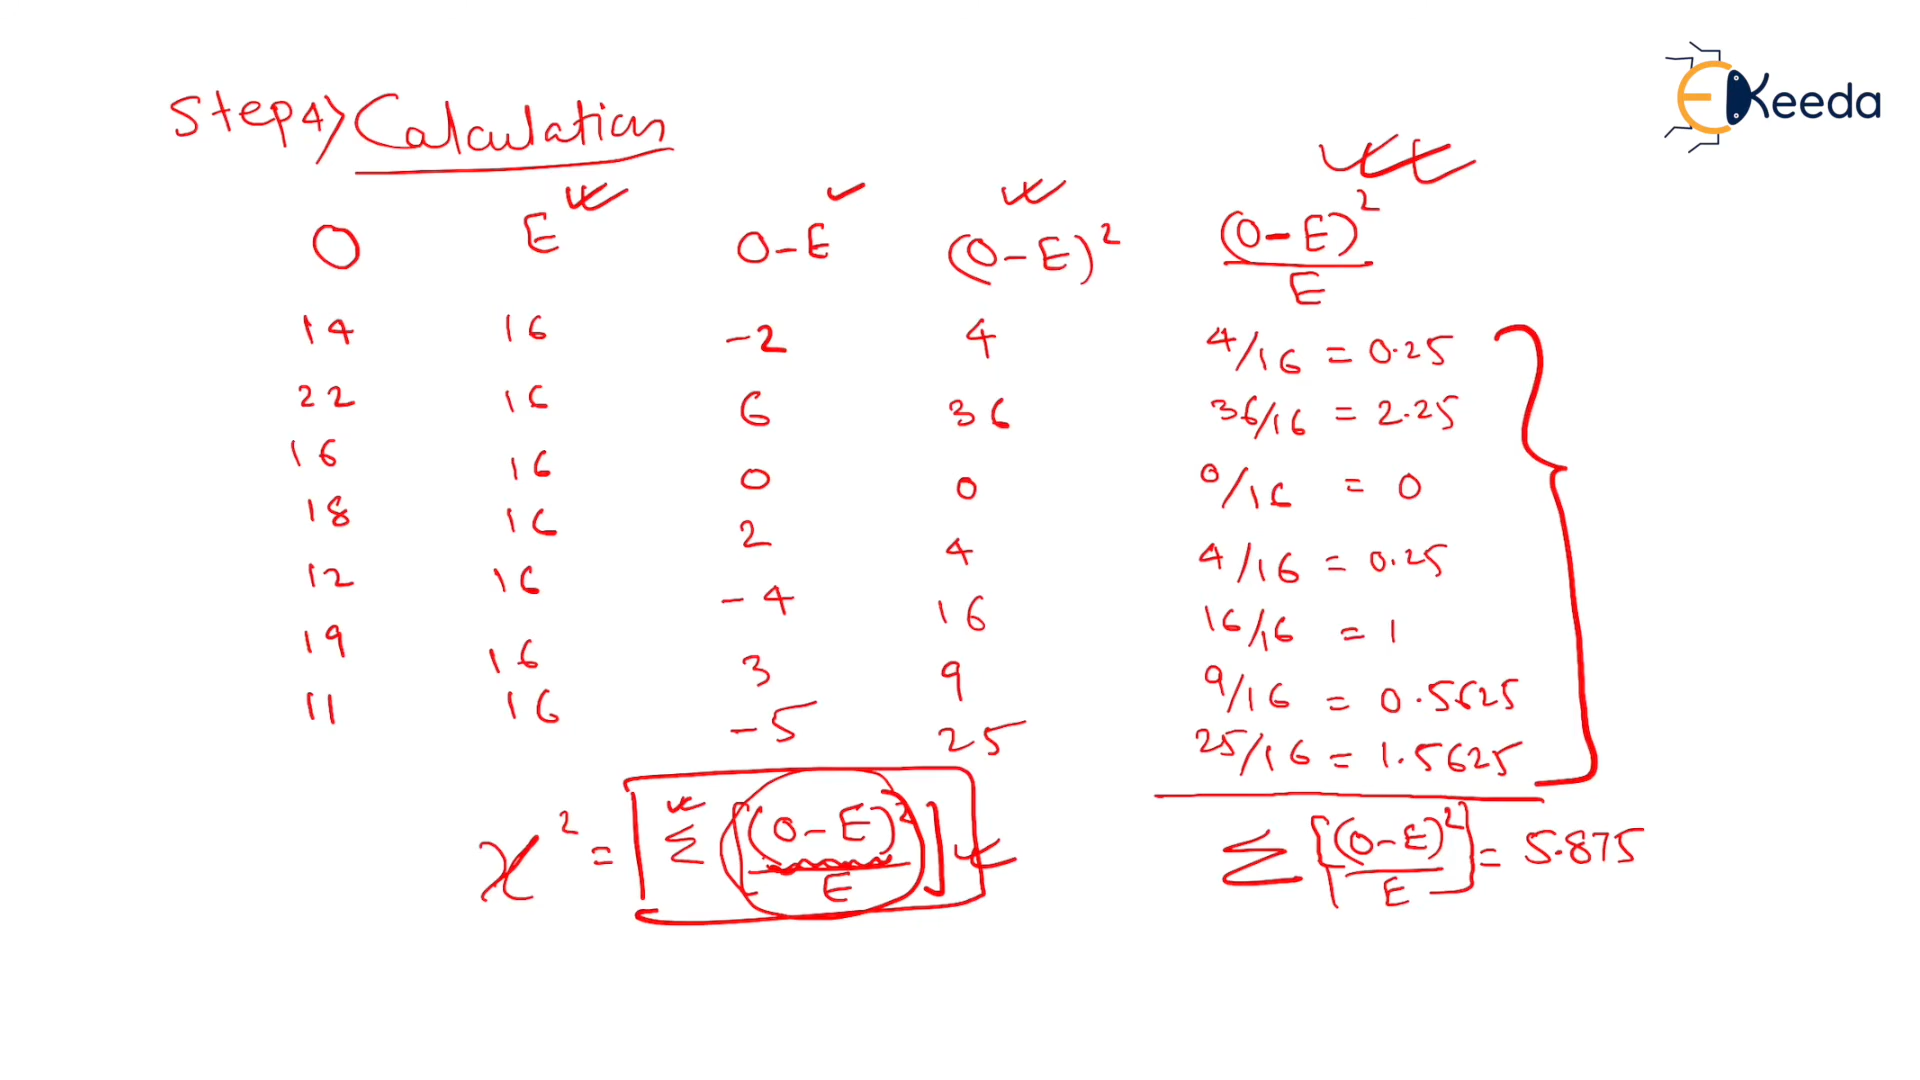 EKeeda
Step4) Calculation
O E O-E (O-E)² (O-E)²/E
14 16 -2 4 4/16 = 0.25
22 16 6 36 36/16 = 2.25
16 16 0 0 0/16 = 0
18 16 2 4 4/16 = 0.25
12 16 -4 16 16/16 = 1
19 16 3 9 9/16 = 0.5625
11 16 -5 25 25/16 = 1.5625
χ² = [Σ [(O-E)²/E]] Σ [(O-E)²/E] = 5.875